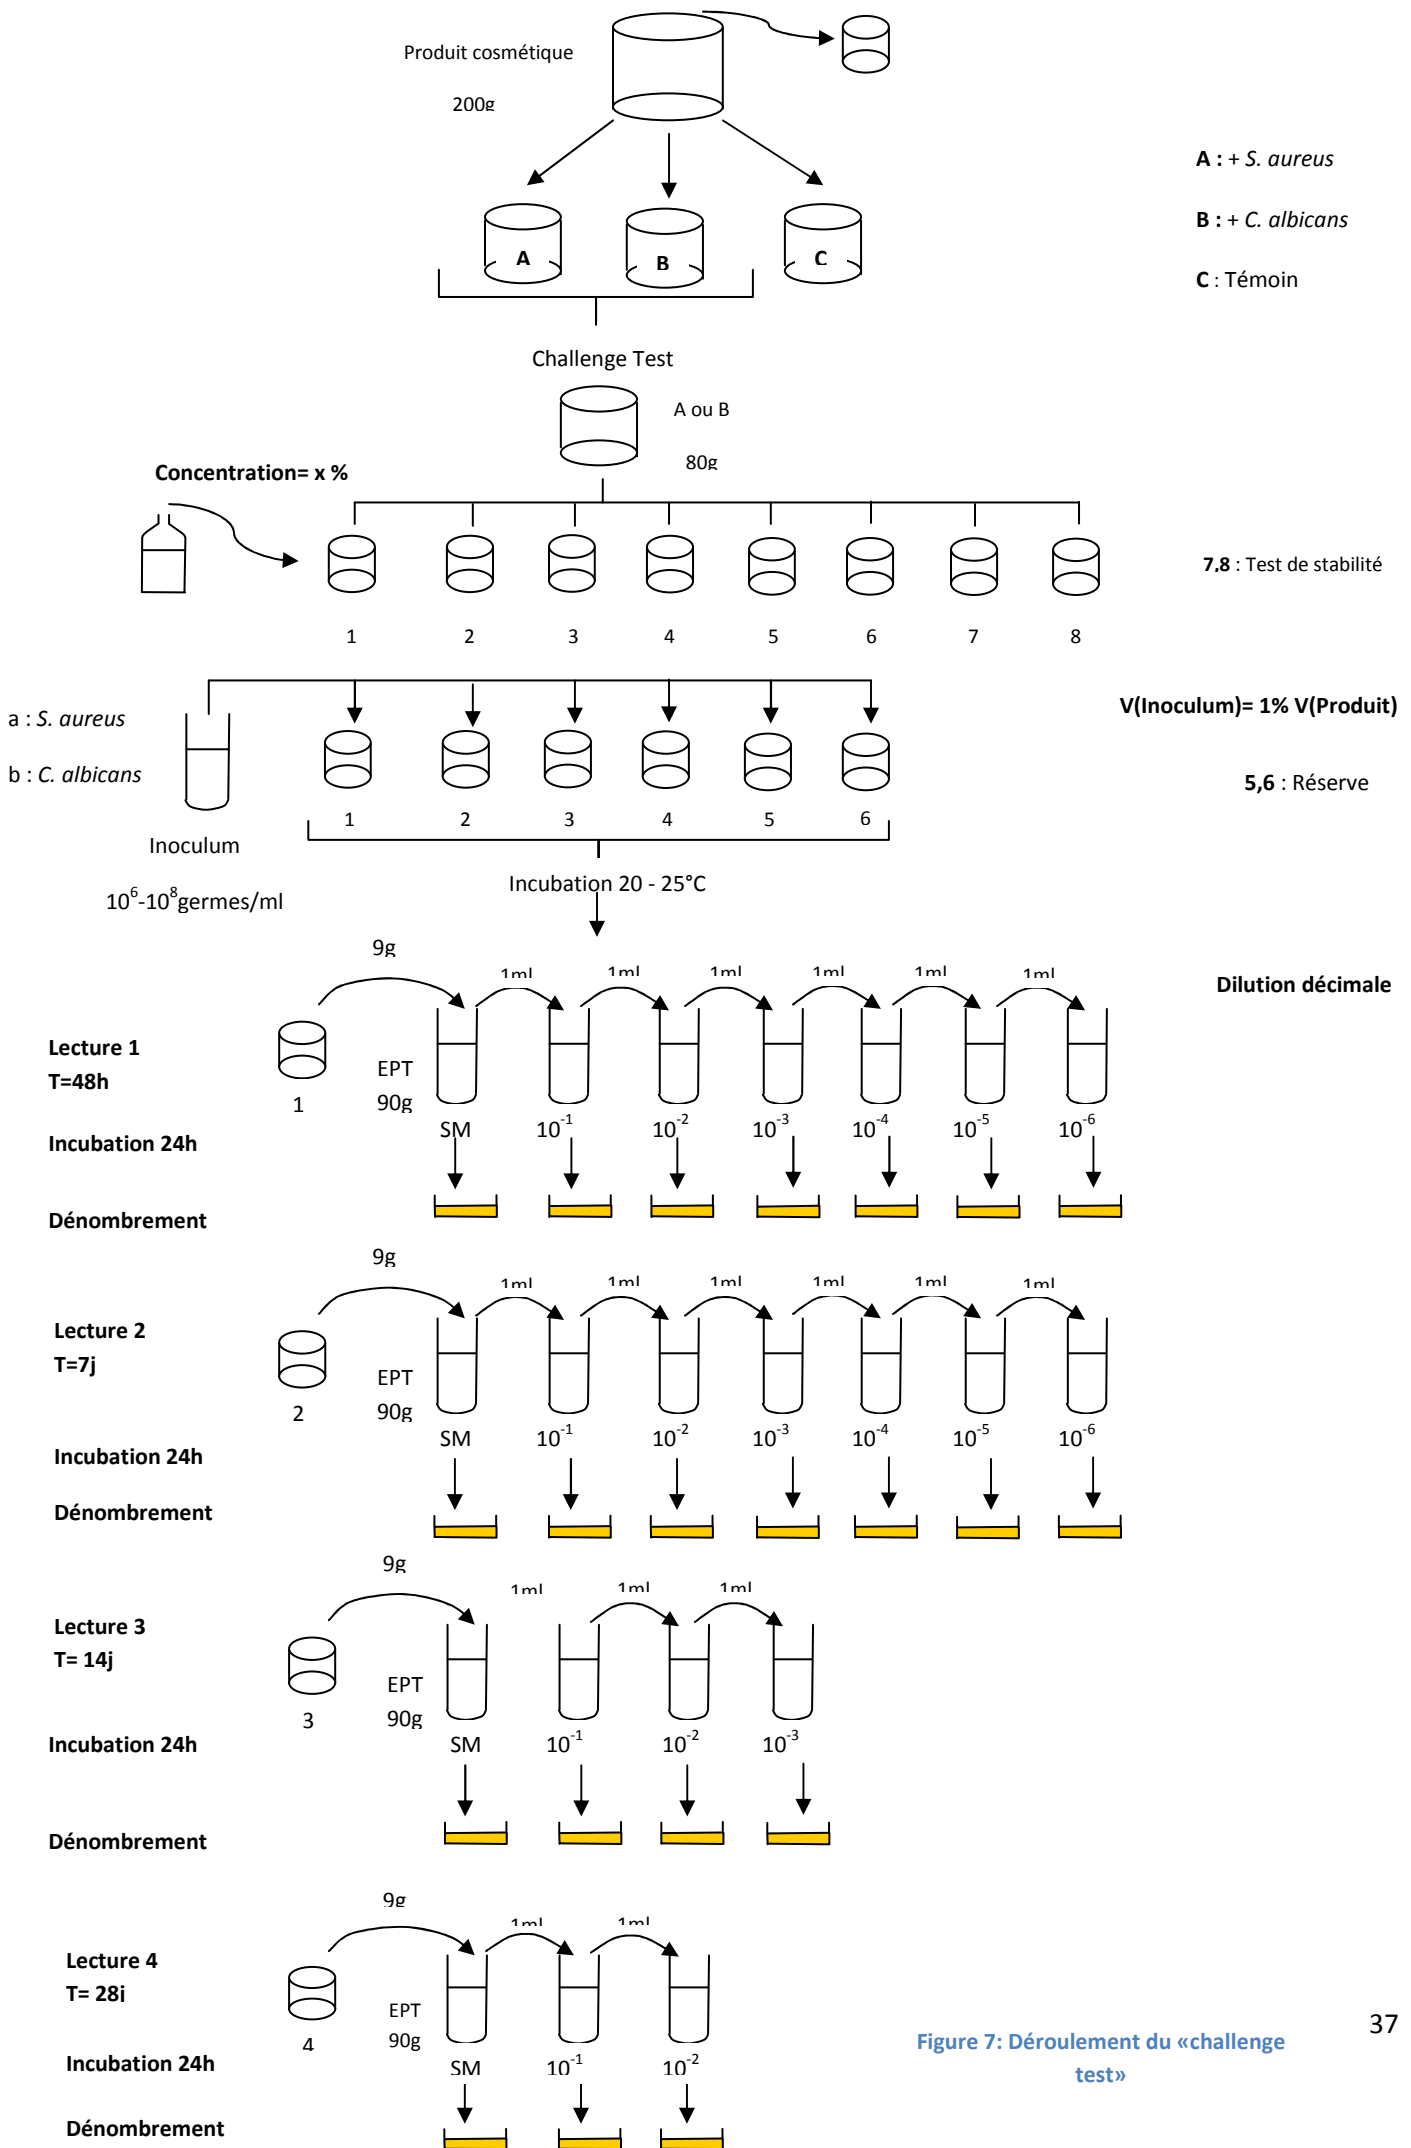 Produit cosmétique
200g
A : + S. aureus
B : + C. albicans
C : Témoin
A
B
C
Challenge Test
A ou B
80g
Concentration= x %
7,8 : Test de stabilité
1 2 3 4 5 6 7 8
V(Inoculum)= 1% V(Produit)
a : S. aureus
b : C. albicans
5,6 : Réserve
1 2 3 4 5 6
Inoculum
10⁶-10⁸germes/ml
Incubation 20 - 25°C
9g
1ml 1ml 1ml 1ml 1ml 1ml
Dilution décimale
Lecture 1
T=48h
EPT
90g
1
SM 10⁻¹ 10⁻² 10⁻³ 10⁻⁴ 10⁻⁵ 10⁻⁶
Incubation 24h
Dénombrement
9g
1ml 1ml 1ml 1ml 1ml 1ml
Lecture 2
T=7j
EPT
90g
2
SM 10⁻¹ 10⁻² 10⁻³ 10⁻⁴ 10⁻⁵ 10⁻⁶
Incubation 24h
Dénombrement
9g
1ml 1ml 1ml
Lecture 3
T= 14j
EPT
90g
3
SM 10⁻¹ 10⁻² 10⁻³
Incubation 24h
Dénombrement
9g
1ml 1ml
Lecture 4
T= 28j
EPT
90g
4
SM 10⁻¹ 10⁻²
Incubation 24h
Dénombrement
Figure 7: Déroulement du «challenge
test»
37